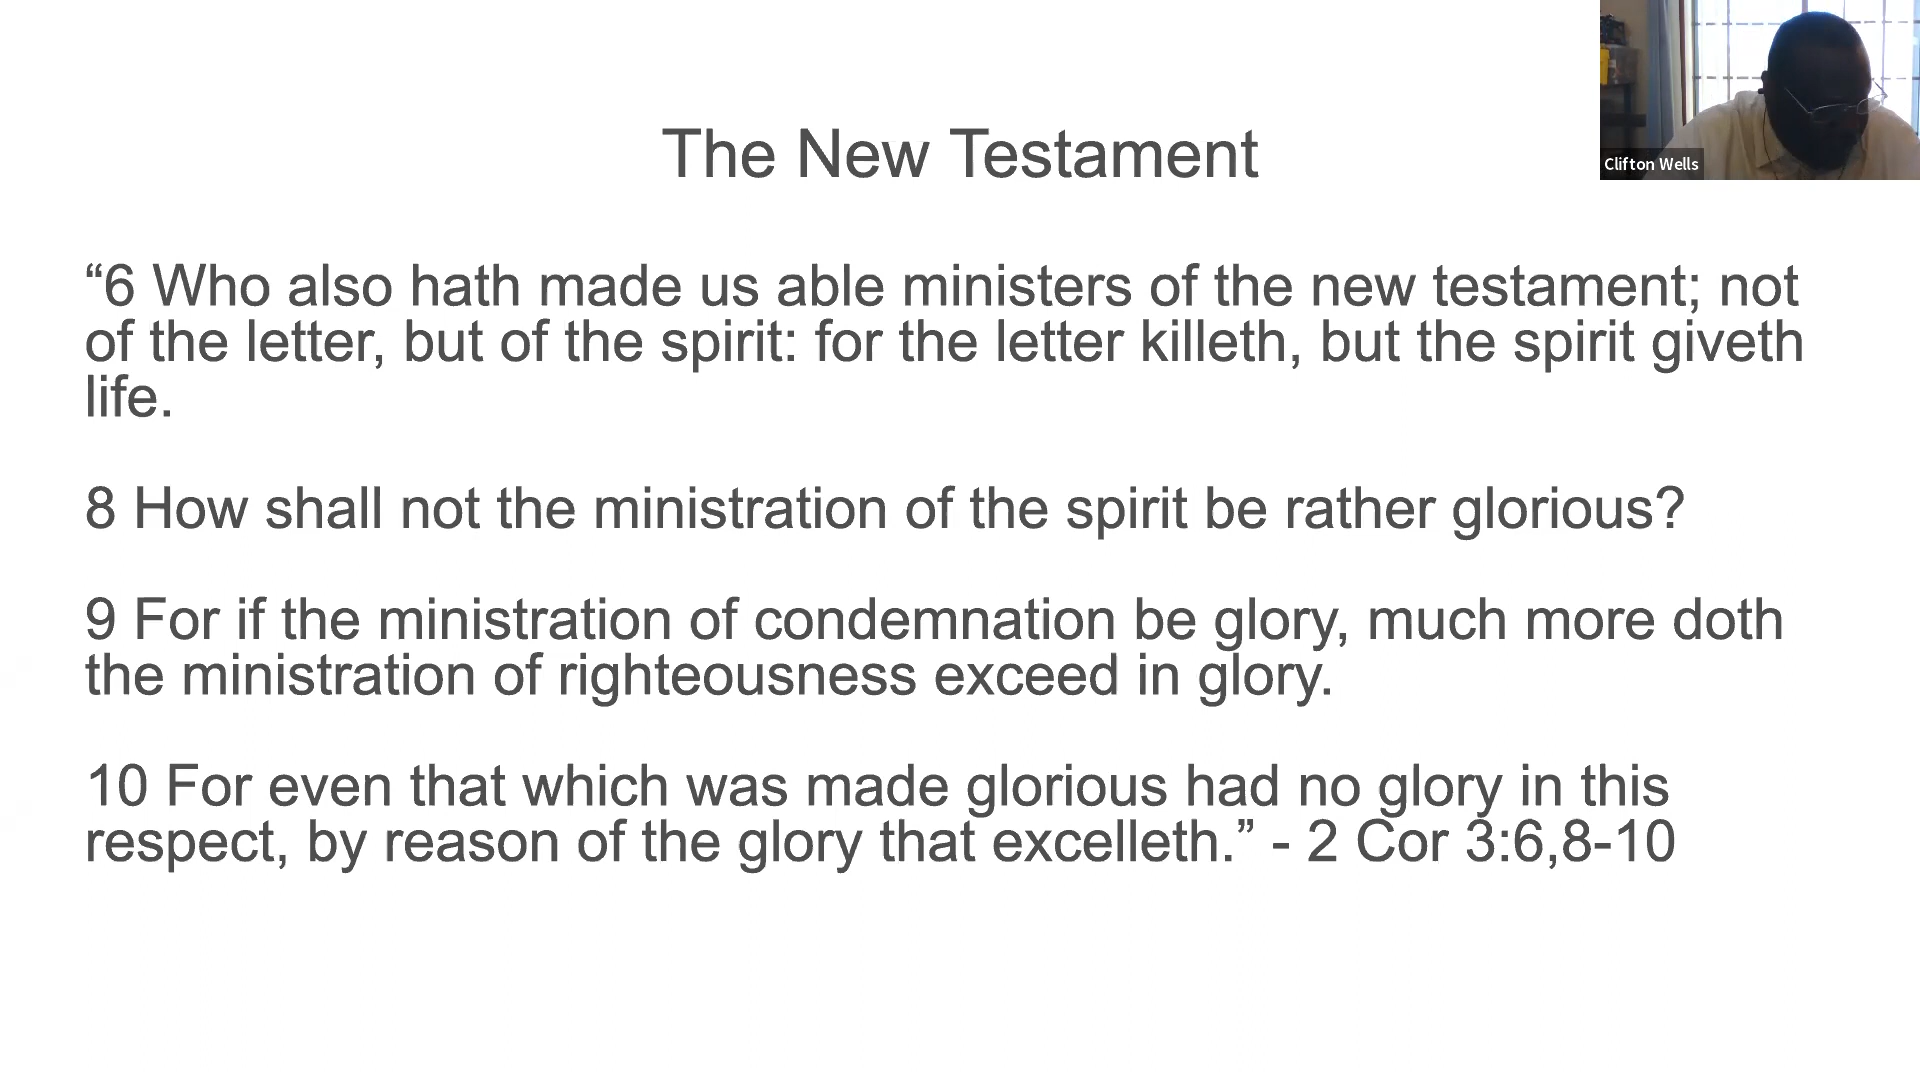 The New Testament
Clifton Wells
“6 Who also hath made us able ministers of the new testament; not
of the letter, but of the spirit: for the letter killeth, but the spirit giveth
life.
8 How shall not the ministration of the spirit be rather glorious?
9 For if the ministration of condemnation be glory, much more doth
the ministration of righteousness exceed in glory.
10 For even that which was made glorious had no glory in this
respect, by reason of the glory that excelleth.” - 2 Cor 3:6,8-10